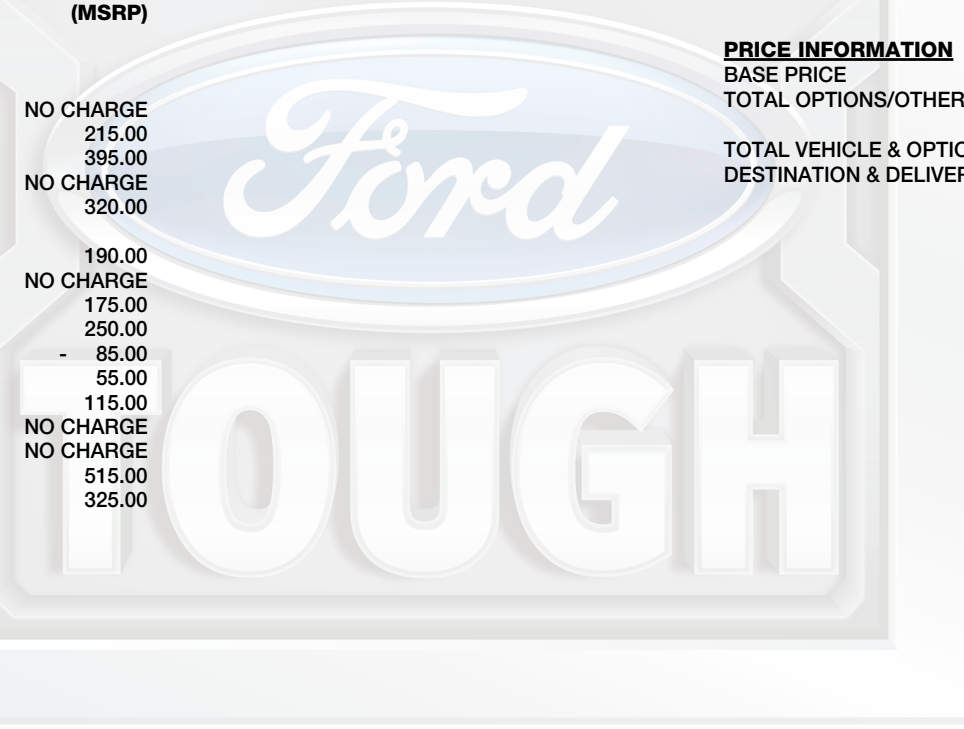 (MSRP)
NO CHARGE
215.00
395.00
NO CHARGE
320.00
190.00
NO CHARGE
175.00
250.00
- 85.00
55.00
115.00
NO CHARGE
NO CHARGE
515.00
325.00
PRICE INFORMATION
BASE PRICE
TOTAL OPTIONS/OTHER
TOTAL VEHICLE & OPTIO
DESTINATION & DELIVER
Ford
TOUGH